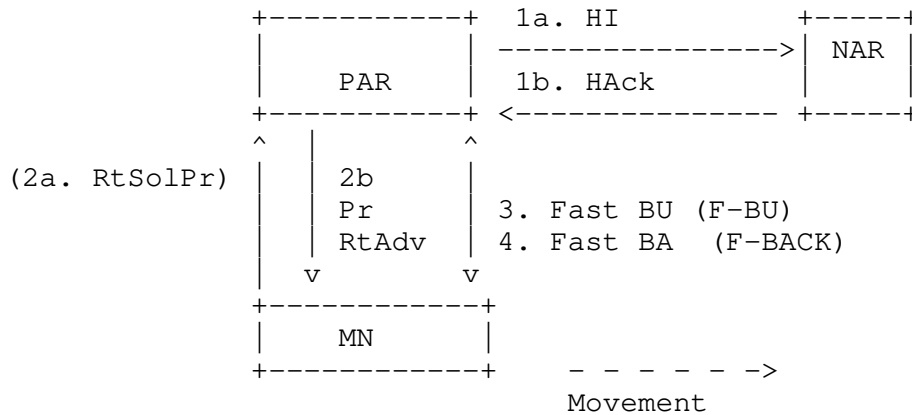 1a. HI
NAR
PAR 1b. HAck
(2a. RtSolPr) 2b
Pr 3. Fast BU (F-BU)
RtAdv 4. Fast BA (F-BACK)
MN
Movement